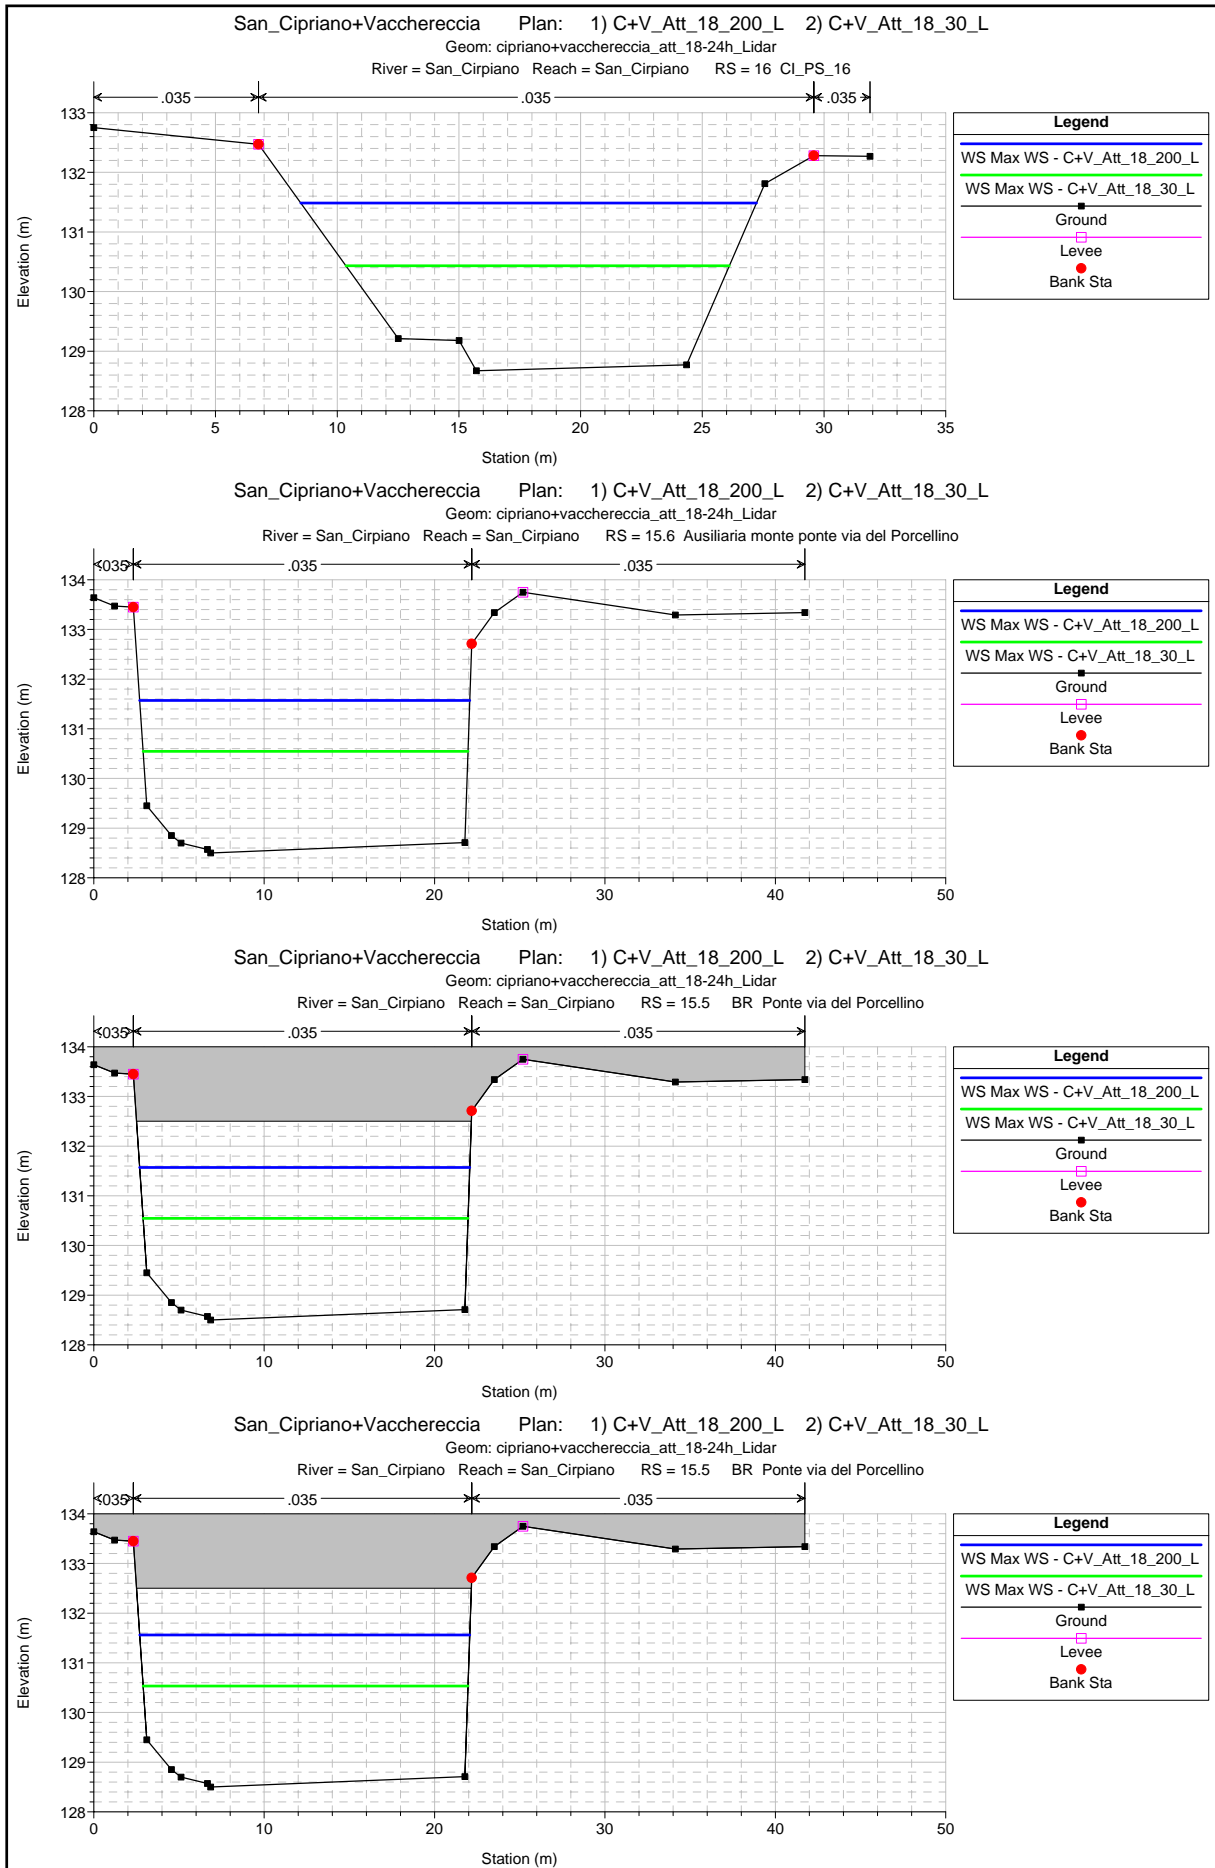 San_Cipriano+Vacchereccia Plan: 1) C+V_Att_18_200_L 2) C+V_Att_18_30_L
Geom: cipriano+vacchereccia_att_18-24h_Lidar
River = San_Cirpiano Reach = San_Cirpiano RS = 16 CI_PS_16
.035 .035 .035
133
132
131
130
129
128
Elevation (m)
0 5 10 15 20 25 30 35
Station (m)
Legend
WS Max WS - C+V_Att_18_200_L
WS Max WS - C+V_Att_18_30_L
Ground
Levee
Bank Sta
San_Cipriano+Vacchereccia Plan: 1) C+V_Att_18_200_L 2) C+V_Att_18_30_L
Geom: cipriano+vacchereccia_att_18-24h_Lidar
River = San_Cirpiano Reach = San_Cirpiano RS = 15.6 Ausiliaria monte ponte via del Porcellino
.035 .035 .035
134
133
132
131
130
129
128
Elevation (m)
0 10 20 30 40 50
Station (m)
Legend
WS Max WS - C+V_Att_18_200_L
WS Max WS - C+V_Att_18_30_L
Ground
Levee
Bank Sta
San_Cipriano+Vacchereccia Plan: 1) C+V_Att_18_200_L 2) C+V_Att_18_30_L
Geom: cipriano+vacchereccia_att_18-24h_Lidar
River = San_Cirpiano Reach = San_Cirpiano RS = 15.5 BR Ponte via del Porcellino
.035 .035 .035
134
133
132
131
130
129
128
Elevation (m)
0 10 20 30 40 50
Station (m)
Legend
WS Max WS - C+V_Att_18_200_L
WS Max WS - C+V_Att_18_30_L
Ground
Levee
Bank Sta
San_Cipriano+Vacchereccia Plan: 1) C+V_Att_18_200_L 2) C+V_Att_18_30_L
Geom: cipriano+vacchereccia_att_18-24h_Lidar
River = San_Cirpiano Reach = San_Cirpiano RS = 15.5 BR Ponte via del Porcellino
.035 .035 .035
134
133
132
131
130
129
128
Elevation (m)
0 10 20 30 40 50
Station (m)
Legend
WS Max WS - C+V_Att_18_200_L
WS Max WS - C+V_Att_18_30_L
Ground
Levee
Bank Sta